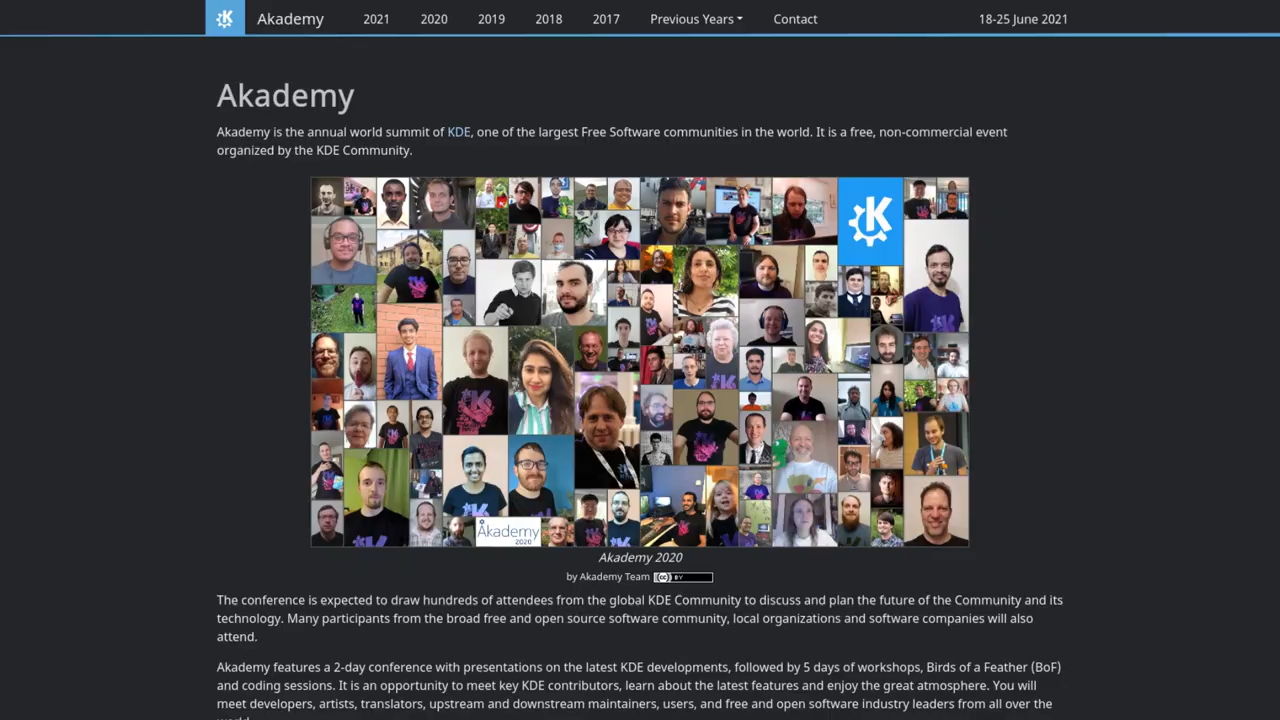 Akademy 2021 2020 2019 2018 2017 Previous Years Contact 18-25 June 2021
Akademy
Akademy is the annual world summit of KDE, one of the largest Free Software communities in the world. It is a free, non-commercial event
organized by the KDE Community.
Akademy
2020
Akademy 2020
by Akademy Team cc BY
The conference is expected to draw hundreds of attendees from the global KDE Community to discuss and plan the future of the Community and its
technology. Many participants from the broad free and open source software community, local organizations and software companies will also
attend.
Akademy features a 2-day conference with presentations on the latest KDE developments, followed by 5 days of workshops, Birds of a Feather (BoF)
and coding sessions. It is an opportunity to meet key KDE contributors, learn about the latest features and enjoy the great atmosphere. You will
meet developers, artists, translators, upstream and downstream maintainers, users, and free and open software industry leaders from all over the